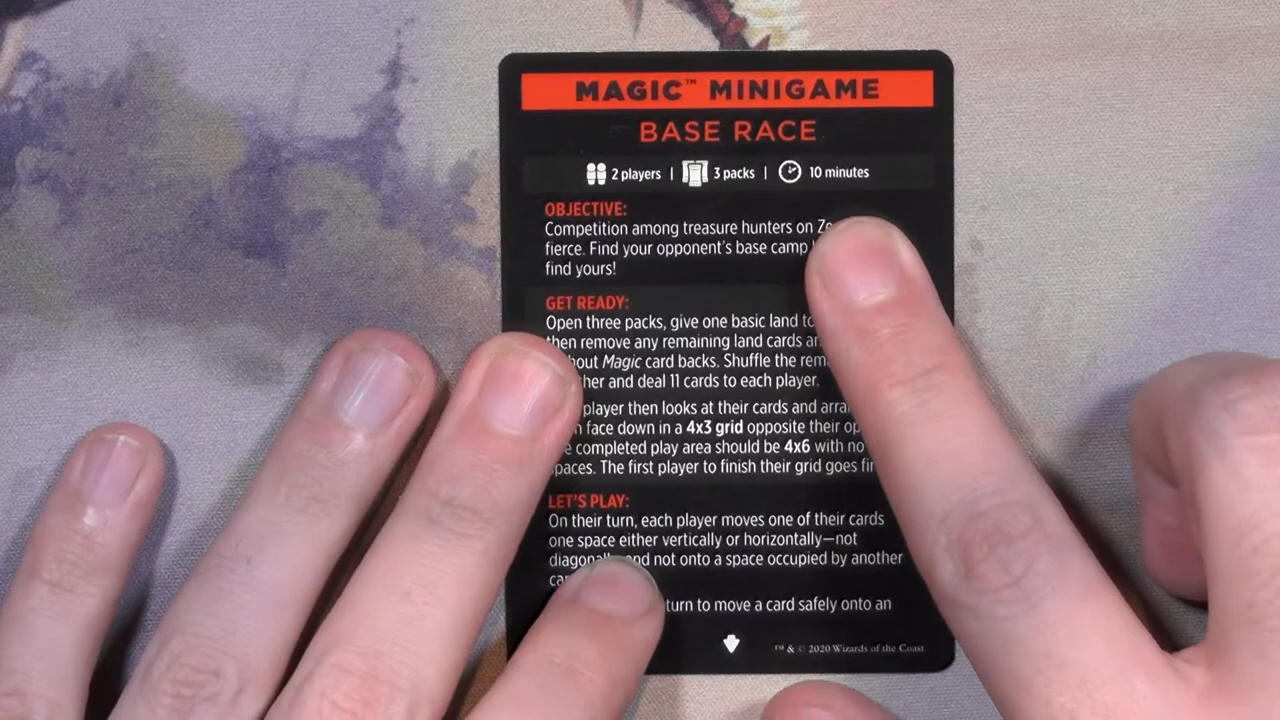 MAGIC™ MINIGAME
BASE RACE
2 players | 3 packs | 10 minutes
OBJECTIVE:
Competition among treasure hunters on
fierce. Find your opponent's base camp
find yours!
GET READY:
Open three packs, give one basic land
then remove any remaining land cards
Magic card backs. Shuffle the
and deal 11 cards to each player.
player then looks at their cards and
face down in a 4x3 grid opposite their
completed play area should be 4x6 with no
The first player to finish their grid goes
LET'S PLAY:
On their turn, each player moves one of their cards
one space either vertically or horizontally—not
and not onto a space occupied by another
turn to move a card safely onto an
™ & © 2020 Wizards of the Coast